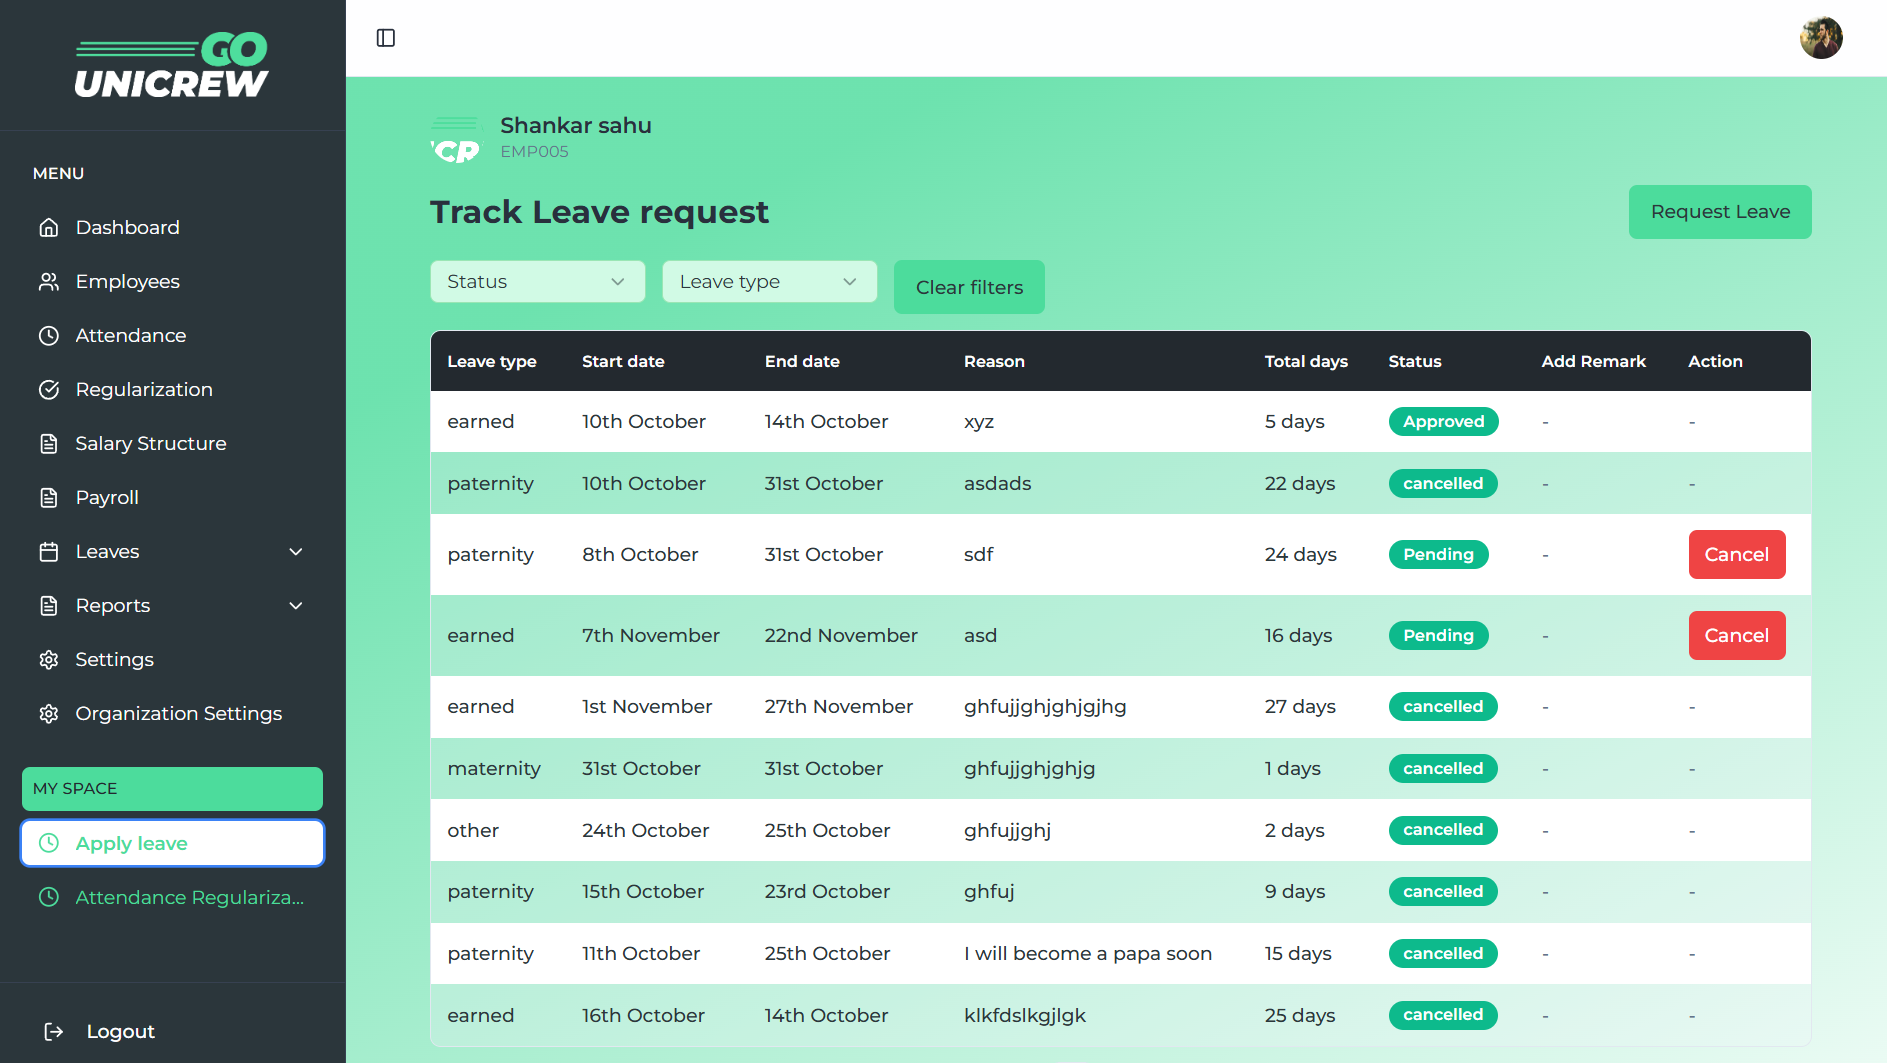 GO
UNICREW
MENU
Dashboard
Employees
Attendance
Regularization
Salary Structure
Payroll
Leaves
Reports
Settings
Organization Settings
MY SPACE
Apply leave
Attendance Regulariza...
Logout
CP
Shankar sahu
EMP005
Track Leave request
Request Leave
Status
Leave type
Clear filters
Leave type Start date End date Reason Total days Status Add Remark Action
earned 10th October 14th October xyz 5 days Approved - -
paternity 10th October 31st October asdads 22 days cancelled - -
paternity 8th October 31st October sdf 24 days Pending - Cancel
earned 7th November 22nd November asd 16 days Pending - Cancel
earned 1st November 27th November ghfujjghjghjgjhg 27 days cancelled - -
maternity 31st October 31st October ghfujjghjghjg 1 days cancelled - -
other 24th October 25th October ghfujjghj 2 days cancelled - -
paternity 15th October 23rd October ghfuj 9 days cancelled - -
paternity 11th October 25th October I will become a papa soon 15 days cancelled - -
earned 16th October 14th October klkfdslkgjlgk 25 days cancelled - -